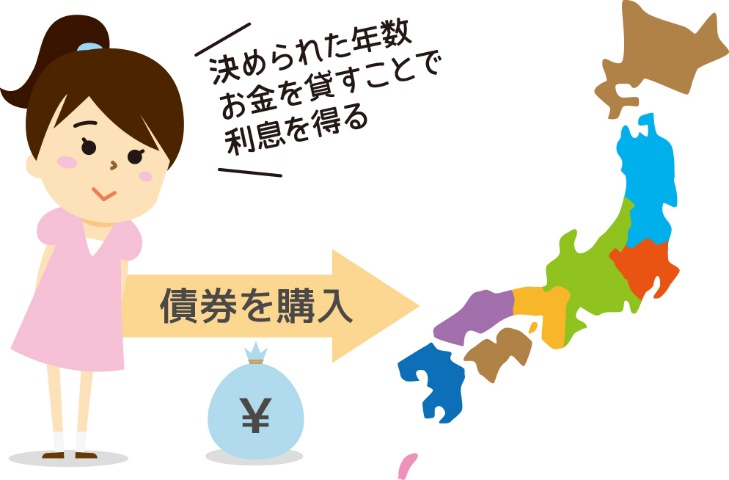 決められた年数
お金を貸すことで
利息を得る
債券を購入
¥